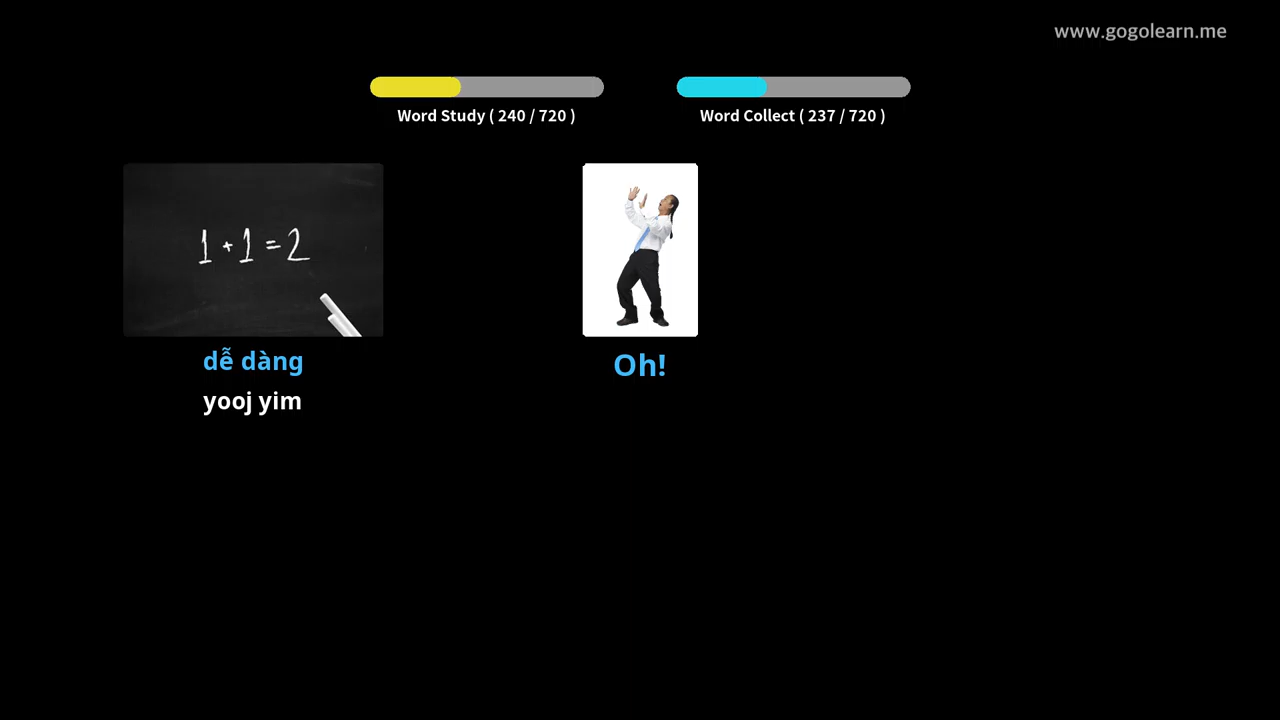 www.gogolearn.me
Word Study ( 240 / 720 )
Word Collect ( 237 / 720 )
1 + 1 = 2
dễ dàng
yooj yim
Oh!